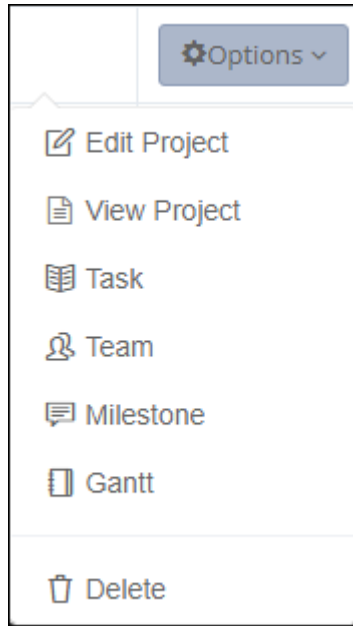 Options
Edit Project
View Project
Task
Team
Milestone
Gantt
Delete